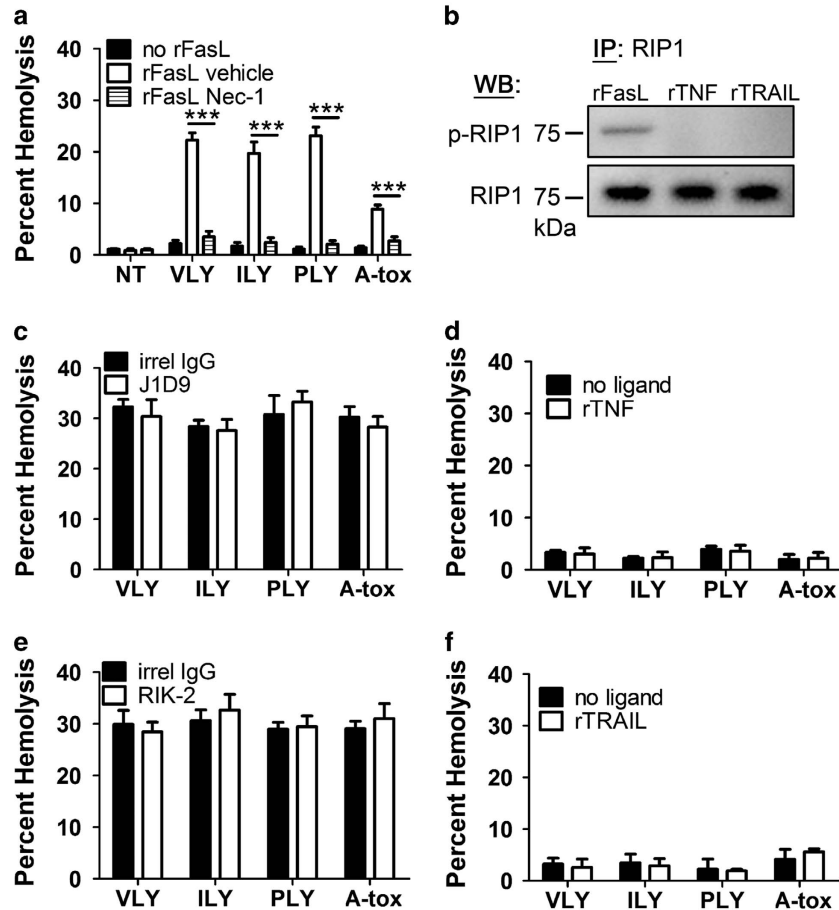 a
no rFasL
rFasL vehicle
rFasL Nec-1
Percent Hemolysis
40
30
20
10
0
***
***
***
***
NT VLY ILY PLY A-tox
b
IP: RIP1
WB:
rFasL rTNF rTRAIL
p-RIP1 75
RIP1 75
kDa
c
irrel IgG
J1D9
Percent Hemolysis
40
30
20
10
0
VLY ILY PLY A-tox
d
no ligand
rTNF
Percent Hemolysis
40
30
20
10
0
VLY ILY PLY A-tox
e
irrel IgG
RIK-2
Percent Hemolysis
40
30
20
10
0
VLY ILY PLY A-tox
f
no ligand
rTRAIL
Percent Hemolysis
40
30
20
10
0
VLY ILY PLY A-tox